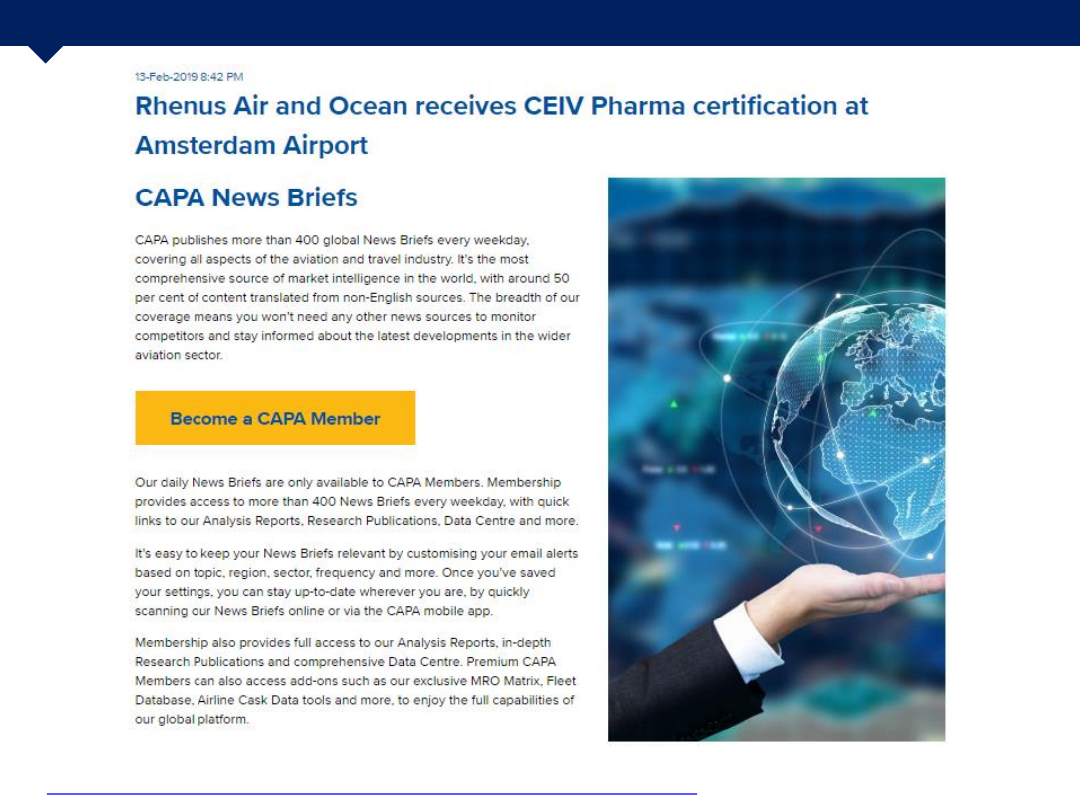 13-Feb-2019 8:42 PM
Rhenus Air and Ocean receives CEIV Pharma certification at
Amsterdam Airport
CAPA News Briefs
CAPA publishes more than 400 global News Briefs every weekday,
covering all aspects of the aviation and travel industry. It's the most
comprehensive source of market intelligence in the world, with around 50
per cent of content translated from non-English sources. The breadth of our
coverage means you won't need any other news sources to monitor
competitors and stay informed about the latest developments in the wider
aviation sector.
Become a CAPA Member
Our daily News Briefs are only available to CAPA Members. Membership
provides access to more than 400 News Briefs every weekday, with quick
links to our Analysis Reports, Research Publications, Data Centre and more.
It's easy to keep your News Briefs relevant by customising your email alerts
based on topic, region, sector, frequency and more. Once you've saved
your settings, you can stay up-to-date wherever you are, by quickly
scanning our News Briefs online or via the CAPA mobile app.
Membership also provides full access to our Analysis Reports, in-depth
Research Publications and comprehensive Data Centre. Premium CAPA
Members can also access add-ons such as our exclusive MRO Matrix, Fleet
Database, Airline Cask Data tools and more, to enjoy the full capabilities of
our global platform.